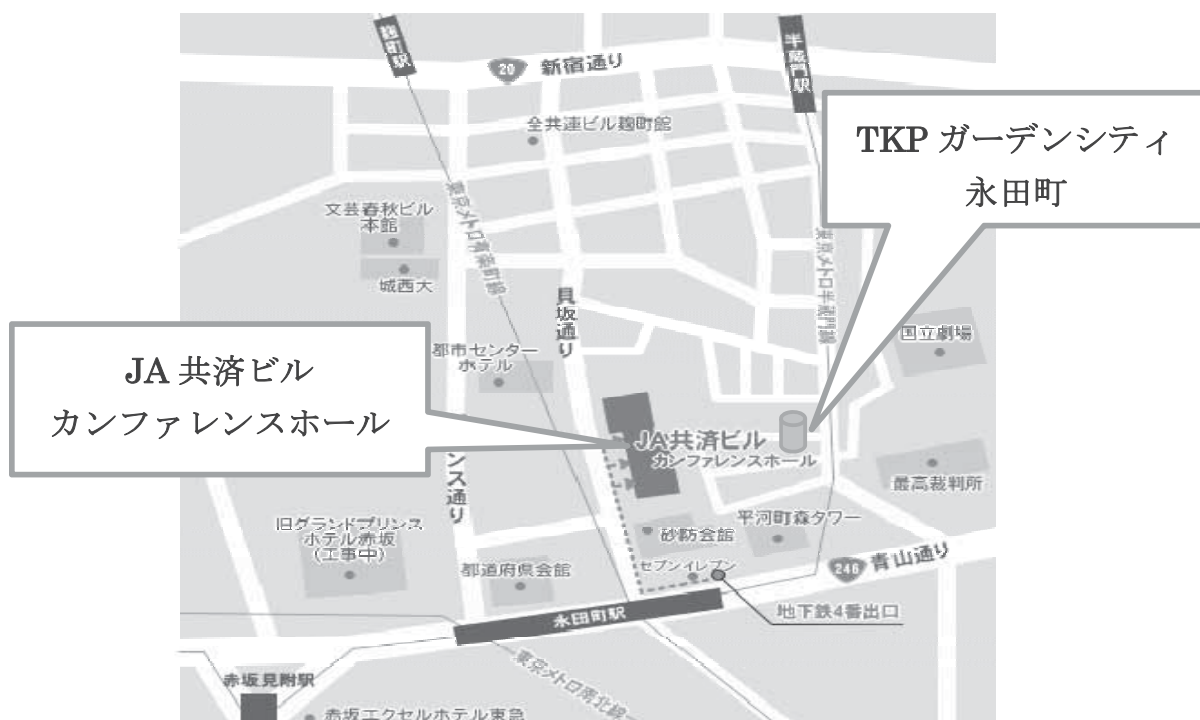 麹町駅
20
新宿通り
半蔵門駅
全共連ビル麹町館
TKP ガーデンシティ
永田町
文芸春秋ビル
本館
城西大
東京メトロ有楽町線
東京メトロ半蔵門線
貝坂通り
国立劇場
JA 共済ビル
カンファレンスホール
都市センター
ホテル
JA共済ビル
カンファレンスホール
ンス通り
最高裁判所
旧グランドプリンス
ホテル赤坂
(工事中)
平河町森タワー
砂防会館
セブンイレブン
都道府県会館
246
青山通り
地下鉄4番出口
永田町駅
東京メトロ南北線
赤坂見附駅
赤坂エクセルホテル東急